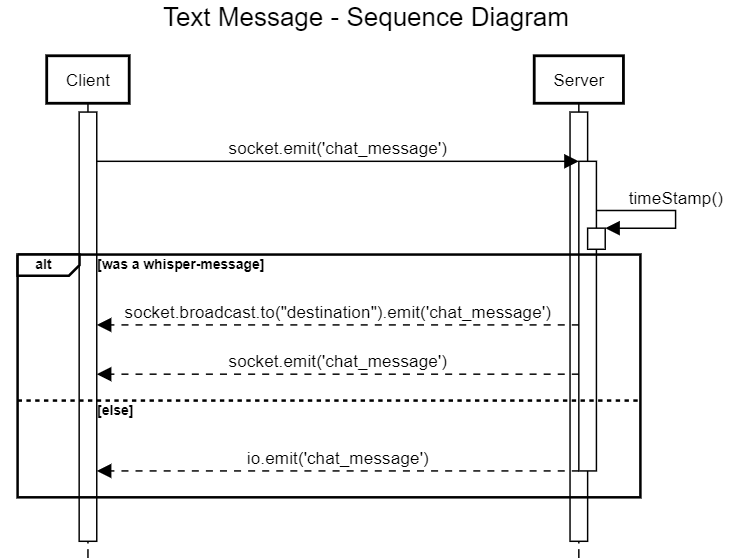 Text Message - Sequence Diagram
Client
Server
socket.emit('chat_message')
timeStamp()
alt
[was a whisper-message]
socket.broadcast.to("destination").emit('chat_message')
socket.emit('chat_message')
[else]
io.emit('chat_message')